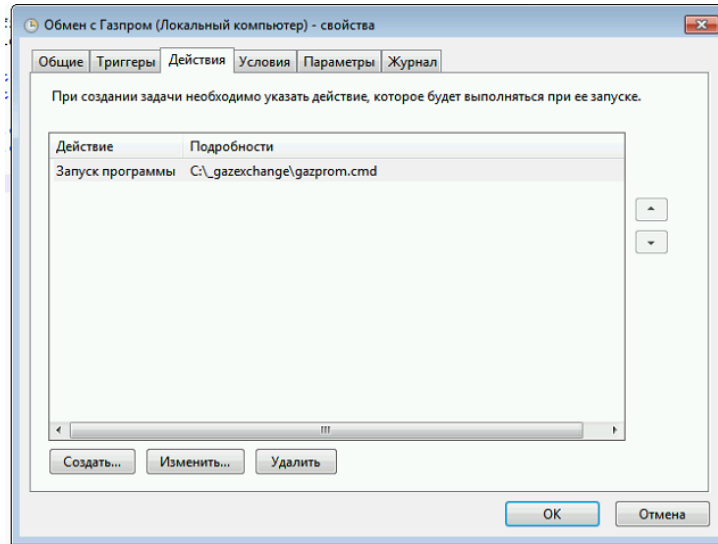 Обмен с Газпром (Локальный компьютер) - свойства
Общие Триггеры Действия Условия Параметры Журнал
При создании задачи необходимо указать действие, которое будет выполняться при ее запуске.
Действие Подробности
Запуск программы C:\_gazexchange\gazprom.cmd
Создать... Изменить... Удалить
ОК Отмена